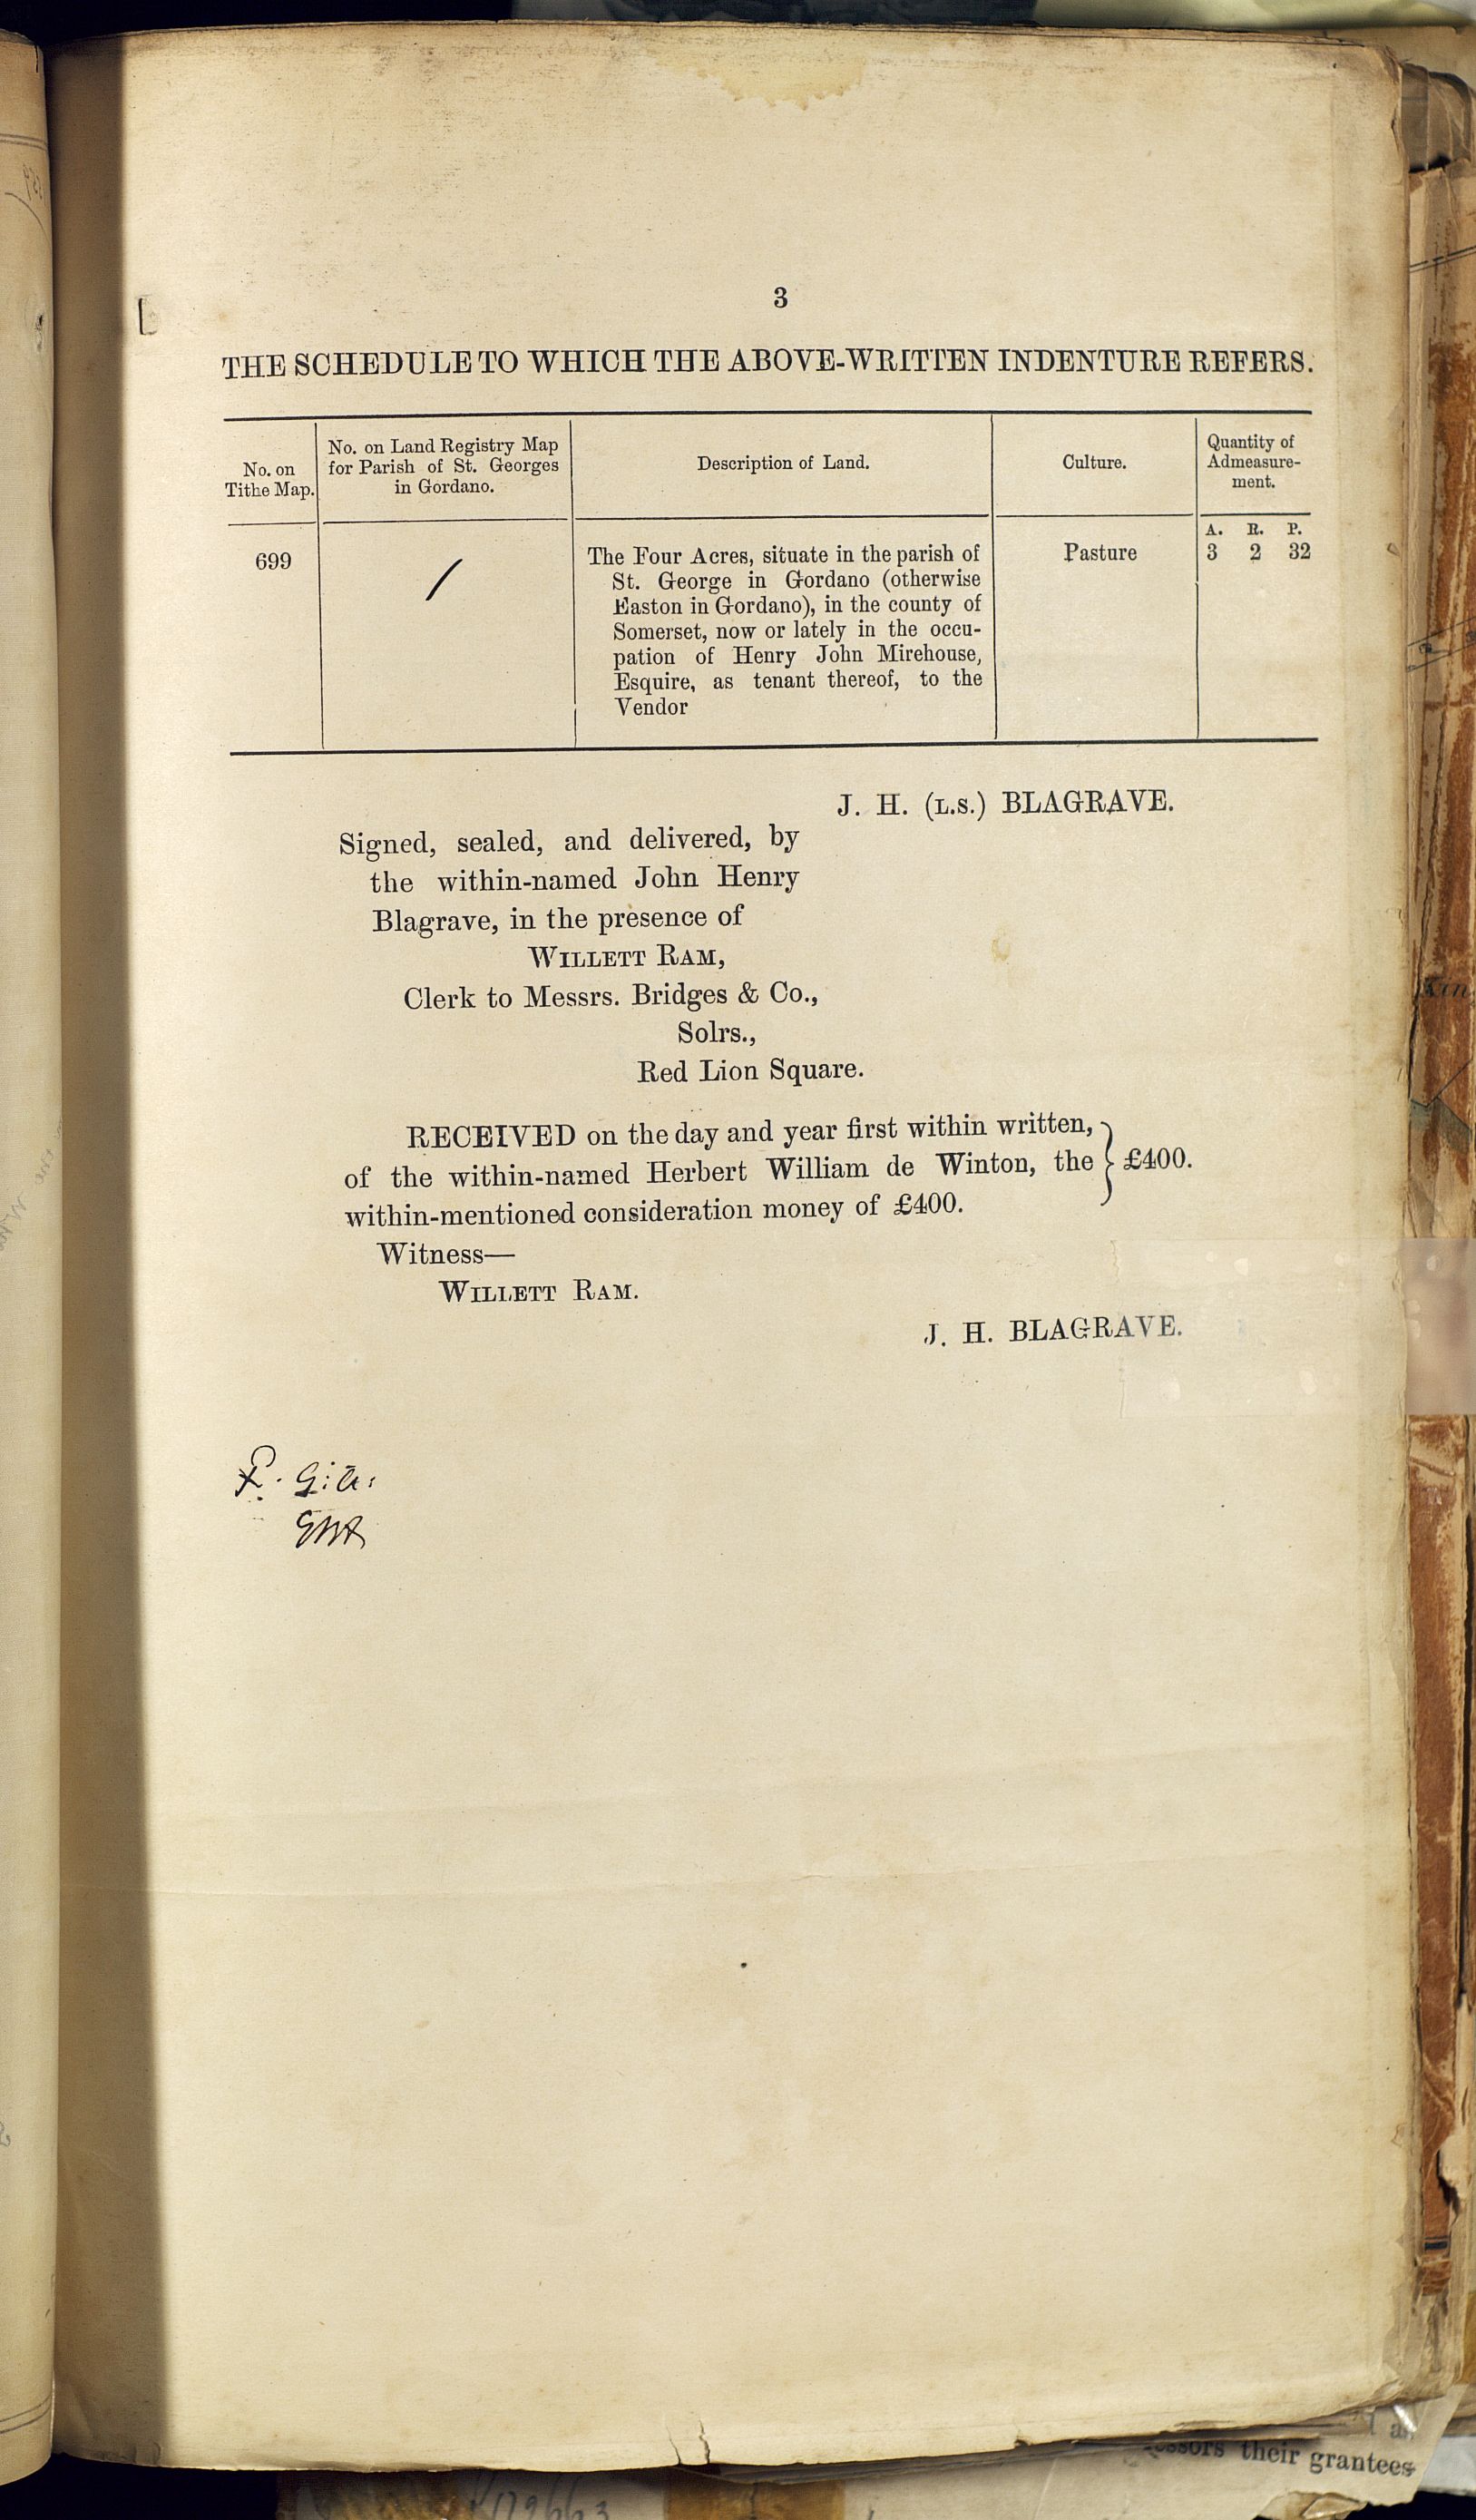 3
THE SCHEDULE TO WHICH THE ABOVE-WRITTEN INDENTURE REFERS.
No. on
Tithe Map.
No. on Land Registry Map
for Parish of St. Georges
in Gordano.
Description of Land.
Culture.
Quantity of
Admeasure-
ment.
A. R. P.
699
/
The Four Acres, situate in the parish of
St. George in Gordano (otherwise
Easton in Gordano), in the county of
Somerset, now or lately in the occu-
pation of Henry John Mirehouse,
Esquire, as tenant thereof, to the
Vendor
Pasture
3 2 32
J. H. (L.S.) BLAGRAVE.
Signed, sealed, and delivered, by
the within-named John Henry
Blagrave, in the presence of
WILLETT RAM,
Clerk to Messrs. Bridges & Co.,
Solrs.,
Red Lion Square.
RECEIVED on the day and year first within written,
of the within-named Herbert William de Winton, the } £400.
within-mentioned consideration money of £400.
Witness—
WILLETT RAM.
J. H. BLAGRAVE.
their grantees